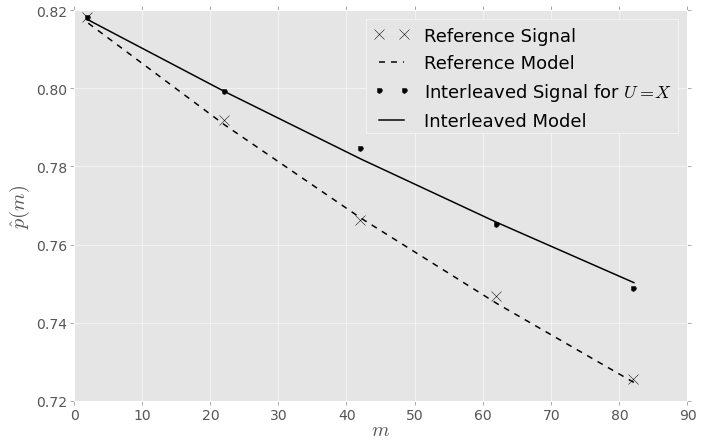 0.82
0.80
0.78
0.76
0.74
0.72
p̂(m)
Reference Signal
Reference Model
Interleaved Signal for U = X
Interleaved Model
0 10 20 30 40 50 60 70 80 90
m